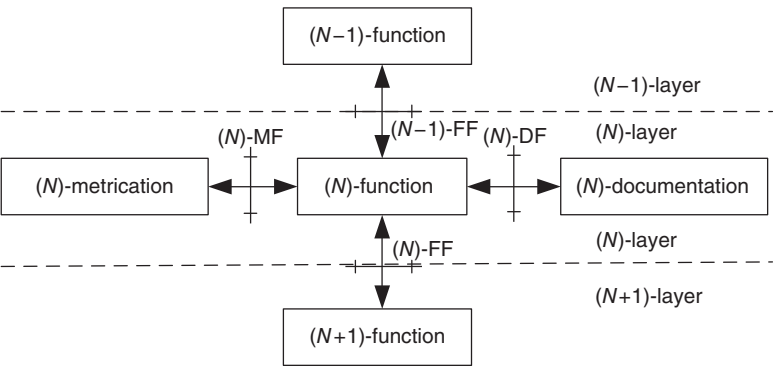 (N−1)-function
(N−1)-layer
(N)-MF
(N−1)-FF
(N)-DF
(N)-layer
(N)-metrication
(N)-function
(N)-documentation
(N)-FF
(N)-layer
(N+1)-layer
(N+1)-function